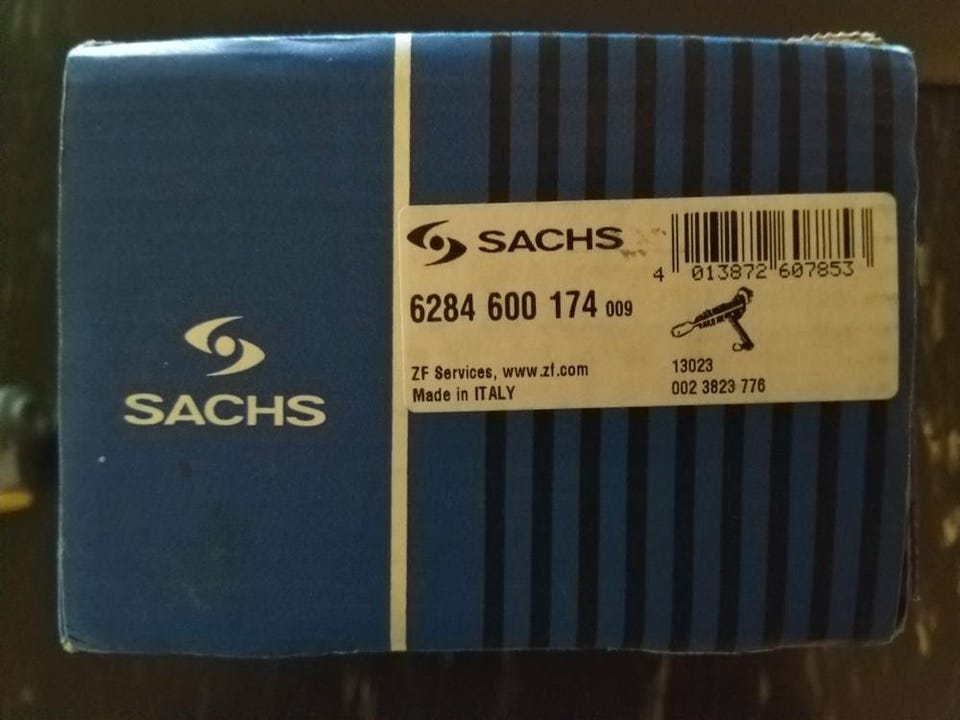 SACHS
SACHS
4 013872 607853
6284 600 174 009
ZF Services, www.zf.com
Made in ITALY
13023
002 3823 776